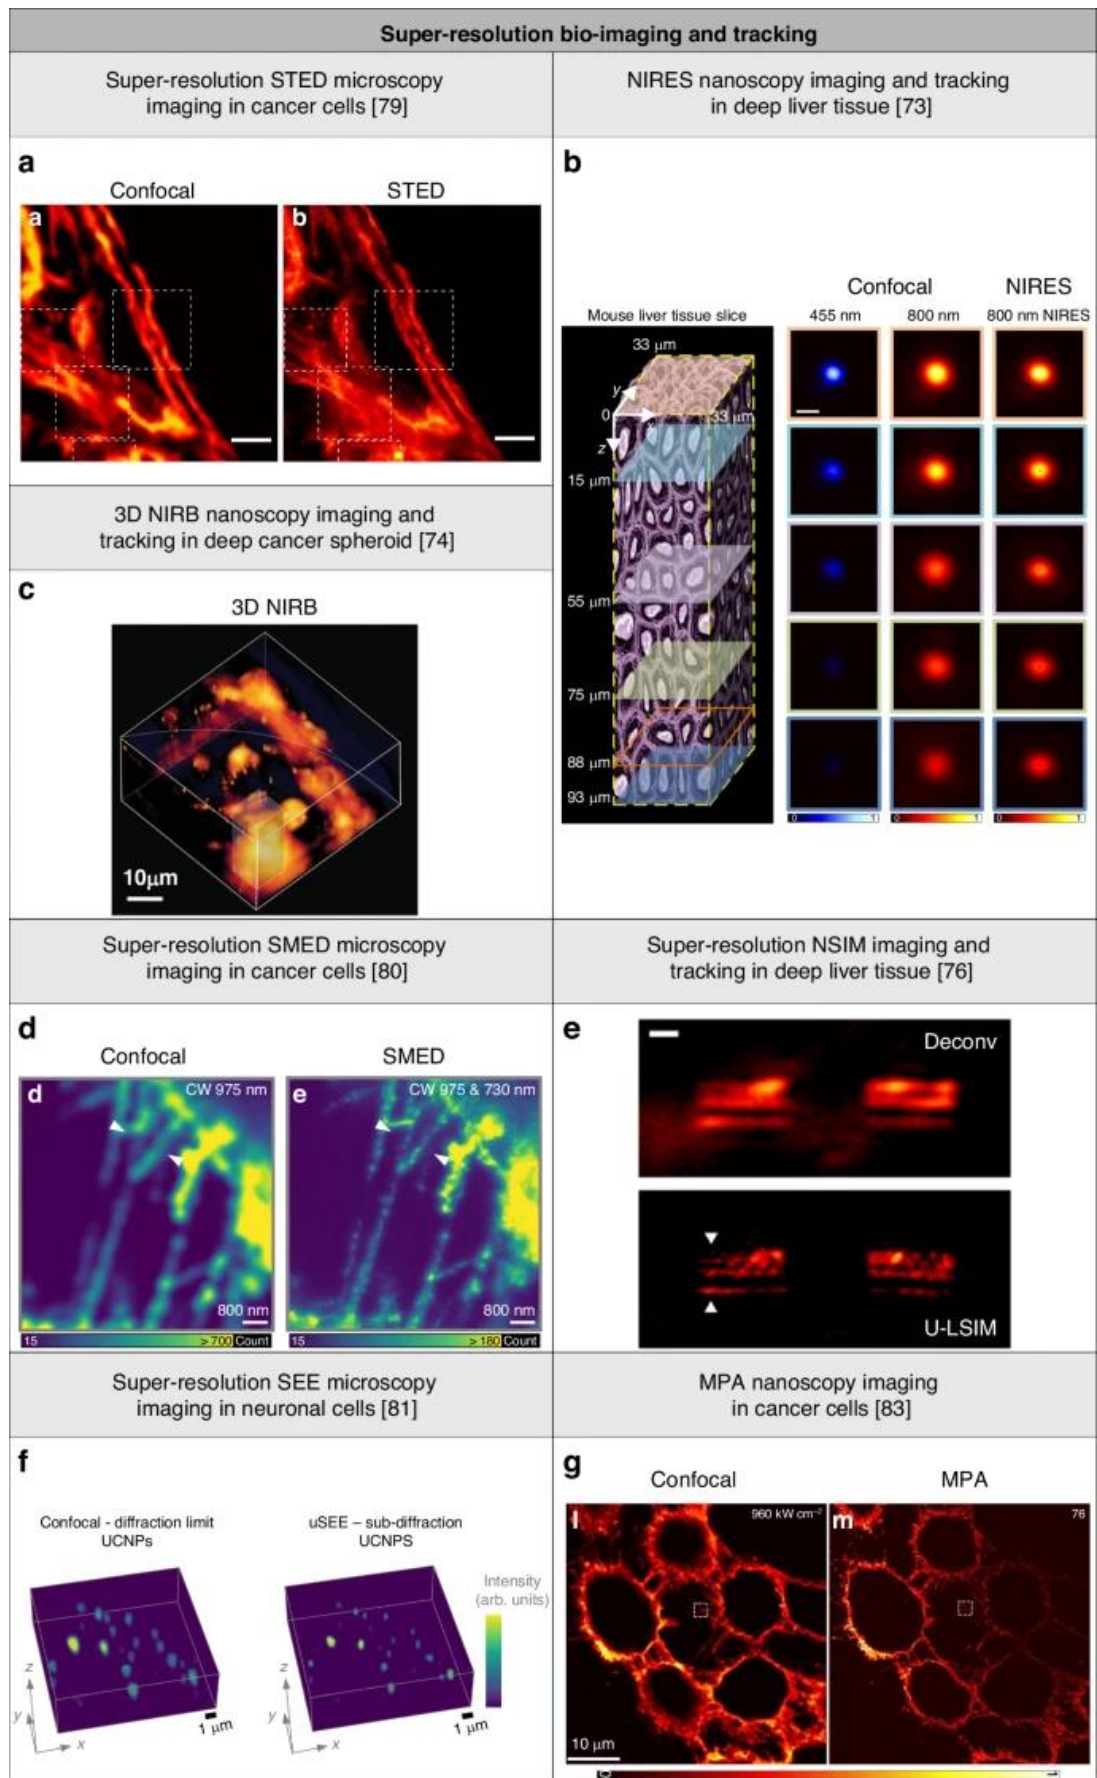 Super-resolution bio-imaging and tracking
Super-resolution STED microscopy
imaging in cancer cells [79]
NIRES nanoscopy imaging and tracking
in deep liver tissue [73]
a
Confocal
STED
a
b
b
Confocal
NIRES
Mouse liver tissue slice
455 nm
800 nm
800 nm NIRES
33 μm
y
0
33 μm
z
15 μm
55 μm
75 μm
88 μm
93 μm
0 1
0 1
0 1
3D NIRB nanoscopy imaging and
tracking in deep cancer spheroid [74]
c
3D NIRB
10μm
Super-resolution SMED microscopy
imaging in cancer cells [80]
Super-resolution NSIM imaging and
tracking in deep liver tissue [76]
d
Confocal
SMED
d
CW 975 nm
e
CW 975 & 730 nm
800 nm
800 nm
15 > 700 Count
15 > 180 Count
e
Deconv
U-LSIM
Super-resolution SEE microscopy
imaging in neuronal cells [81]
MPA nanoscopy imaging
in cancer cells [83]
f
Confocal - diffraction limit
UCNPs
uSEE – sub-diffraction
UCNPS
Intensity
(arb. units)
z
y
x
1 μm
z
y
x
1 μm
g
Confocal
MPA
l
960 kW cm⁻²
m
76
10 μm
0 1